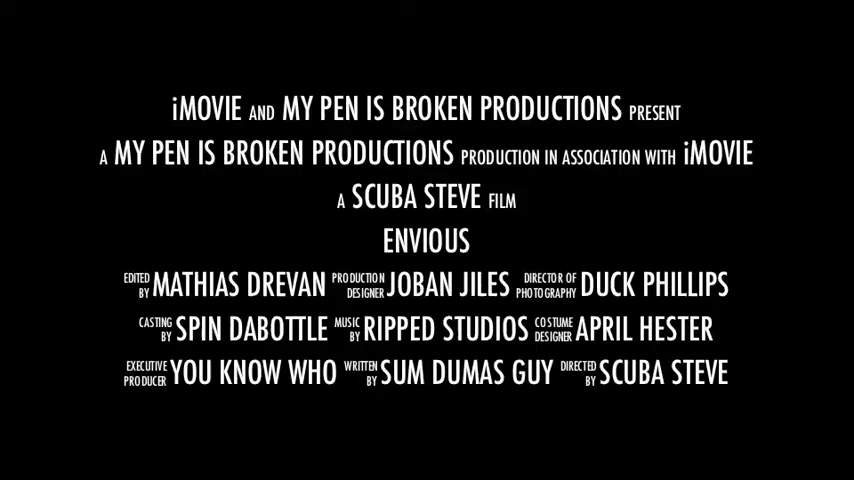 iMOVIE AND MY PEN IS BROKEN PRODUCTIONS PRESENT
A MY PEN IS BROKEN PRODUCTIONS PRODUCTION IN ASSOCIATION WITH iMOVIE
A SCUBA STEVE FILM
ENVIOUS
EDITED BY MATHIAS DREVAN PRODUCTION DESIGNER JOBAN JILES DIRECTOR OF PHOTOGRAPHY DUCK PHILLIPS
CASTING BY SPIN DABOTTLE MUSIC BY RIPPED STUDIOS COSTUME DESIGNER APRIL HESTER
EXECUTIVE PRODUCER YOU KNOW WHO WRITTEN BY SUM DUMAS GUY DIRECTED BY SCUBA STEVE